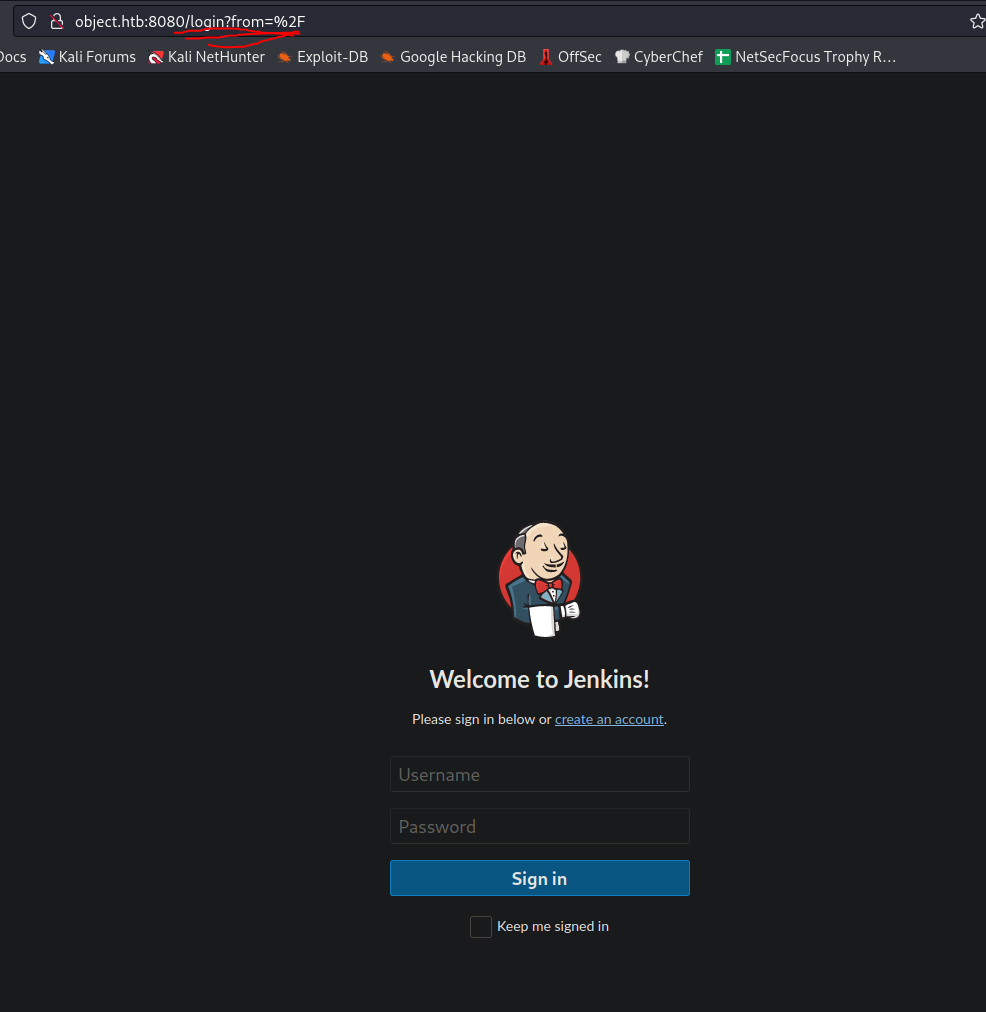 object.htb:8080/login?from=%2F
Docs Kali Forums Kali NetHunter Exploit-DB Google Hacking DB OffSec CyberChef NetSecFocus Trophy R…
Welcome to Jenkins!
Please sign in below or create an account.
Username
Password
Sign in
Keep me signed in